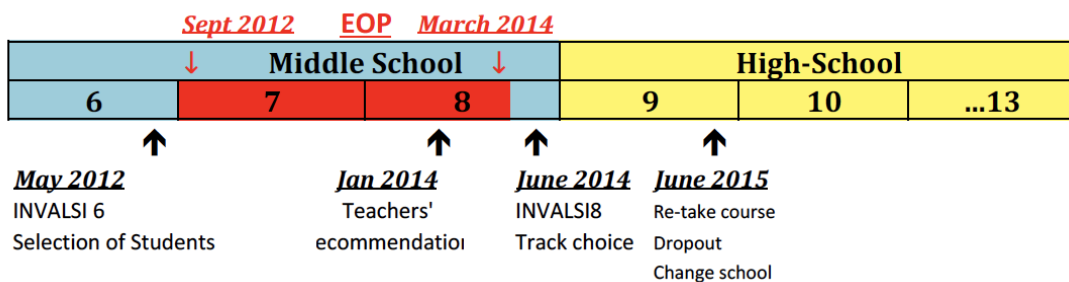 Sept 2012 EOP March 2014
↓ Middle School ↓ High-School
6 7 8 9 10 ...13
May 2012 Jan 2014 June 2014 June 2015
INVALSI 6 Teachers' INVALSI8 Re-take course
Selection of Students ecommendation Track choice Dropout
Change school